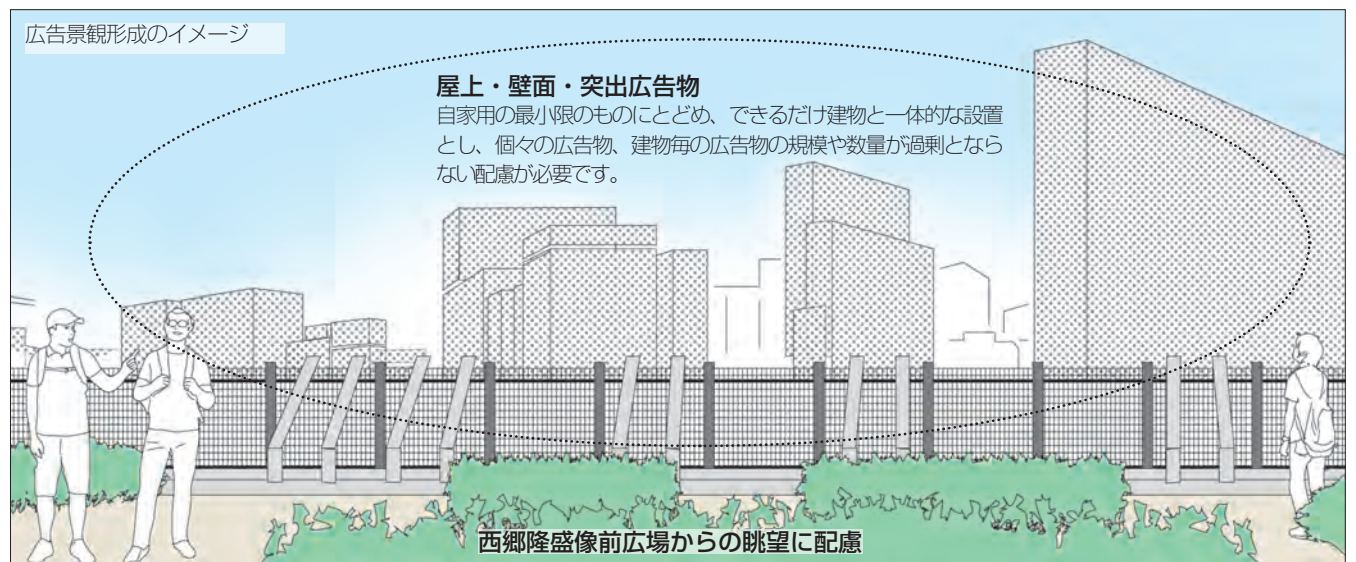 広告景観形成のイメージ
屋上・壁面・突出広告物
自家用の最小限のものにとどめ、できるだけ建物と一体的な設置
とし、個々の広告物、建物毎の広告物の規模や数量が過剰となら
ない配慮が必要です。
西郷隆盛像前広場からの眺望に配慮